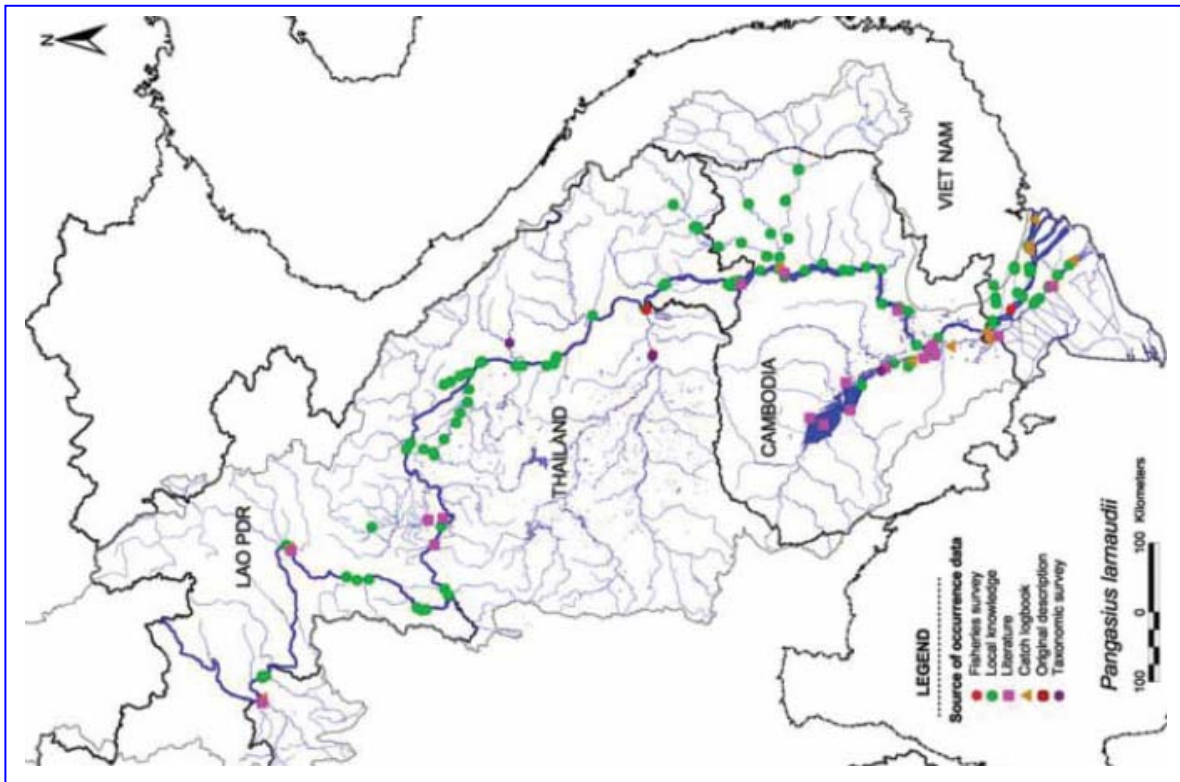 N
LAO PDR
THAILAND
CAMBODIA
VIET NAM
LEGEND
Source of occurrence data
Fisheries survey
Local knowledge
Literature
Catch logbook
Original description
Taxonomic survey
Pangasius larnaudii
100 0 100 Kilometers